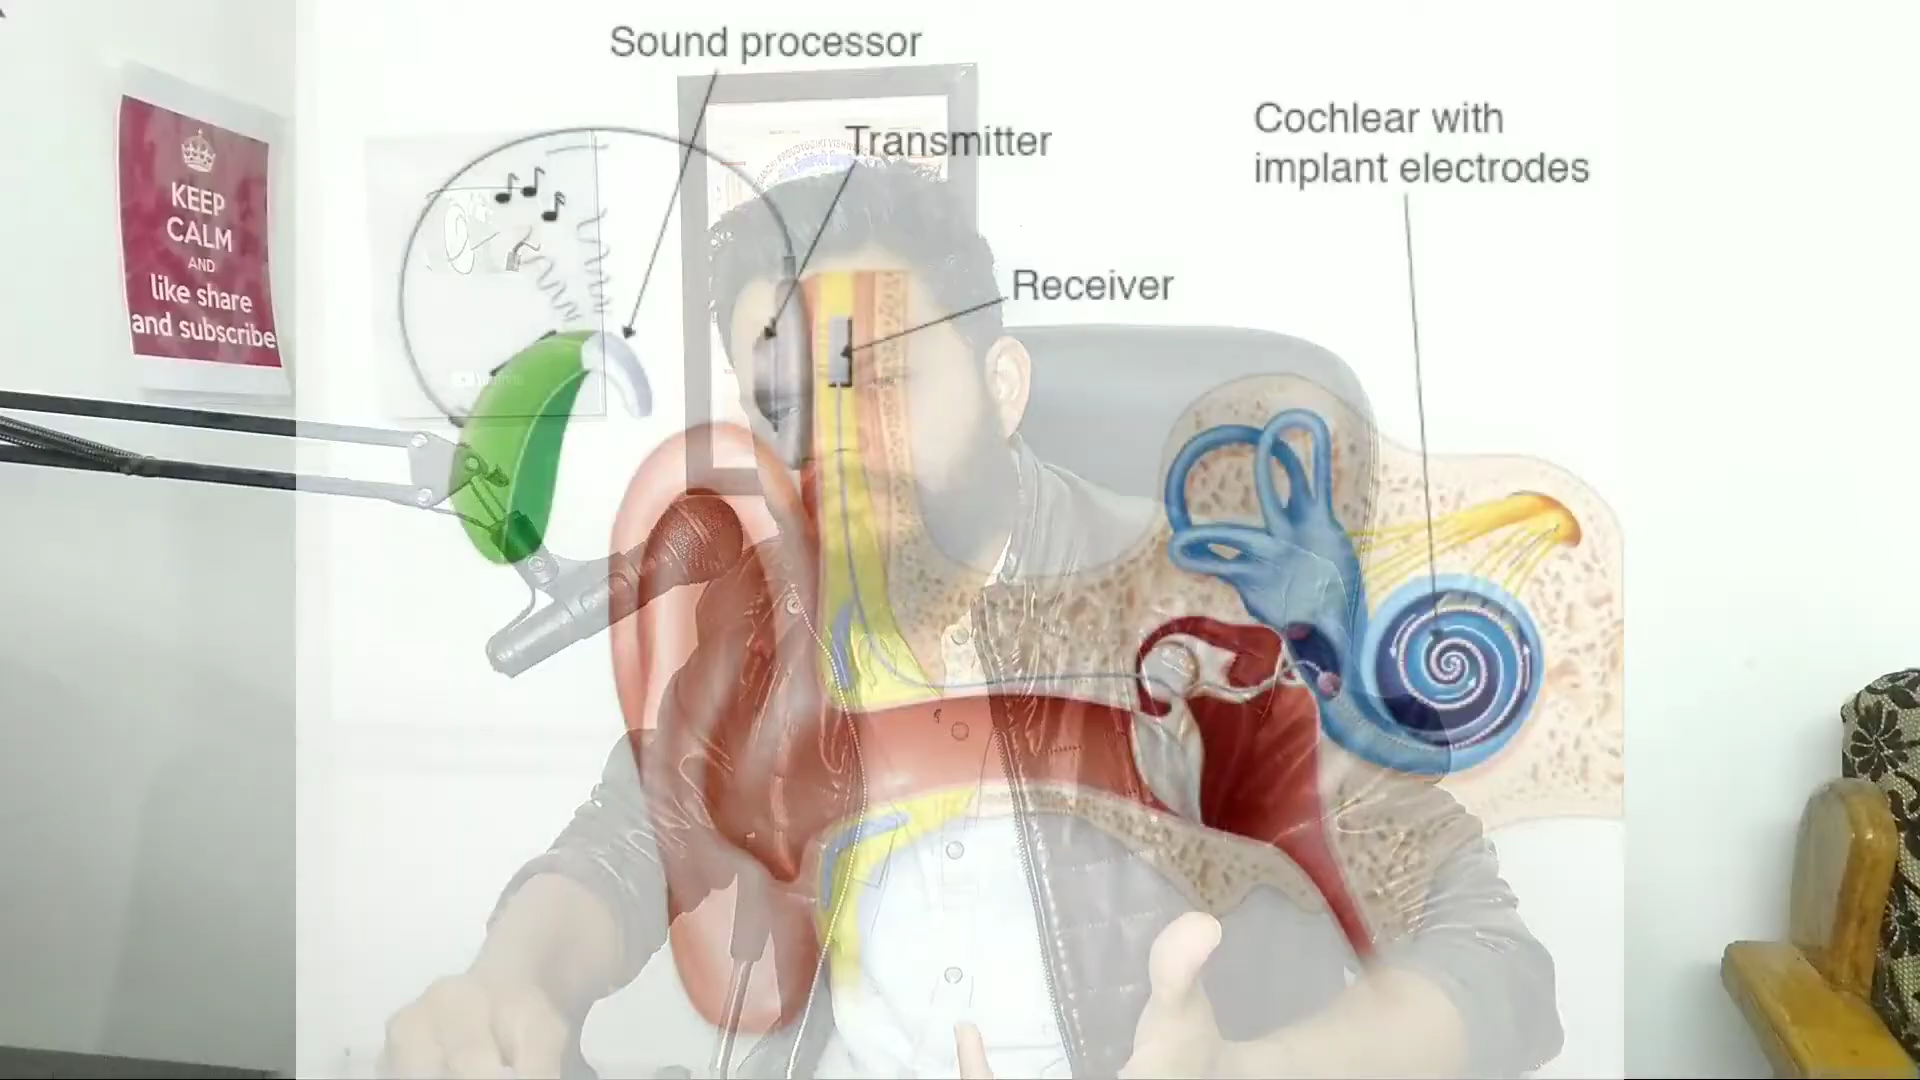 Sound processor
Transmitter
Cochlear with
implant electrodes
Receiver
KEEP
CALM
AND
like share
and subscribe